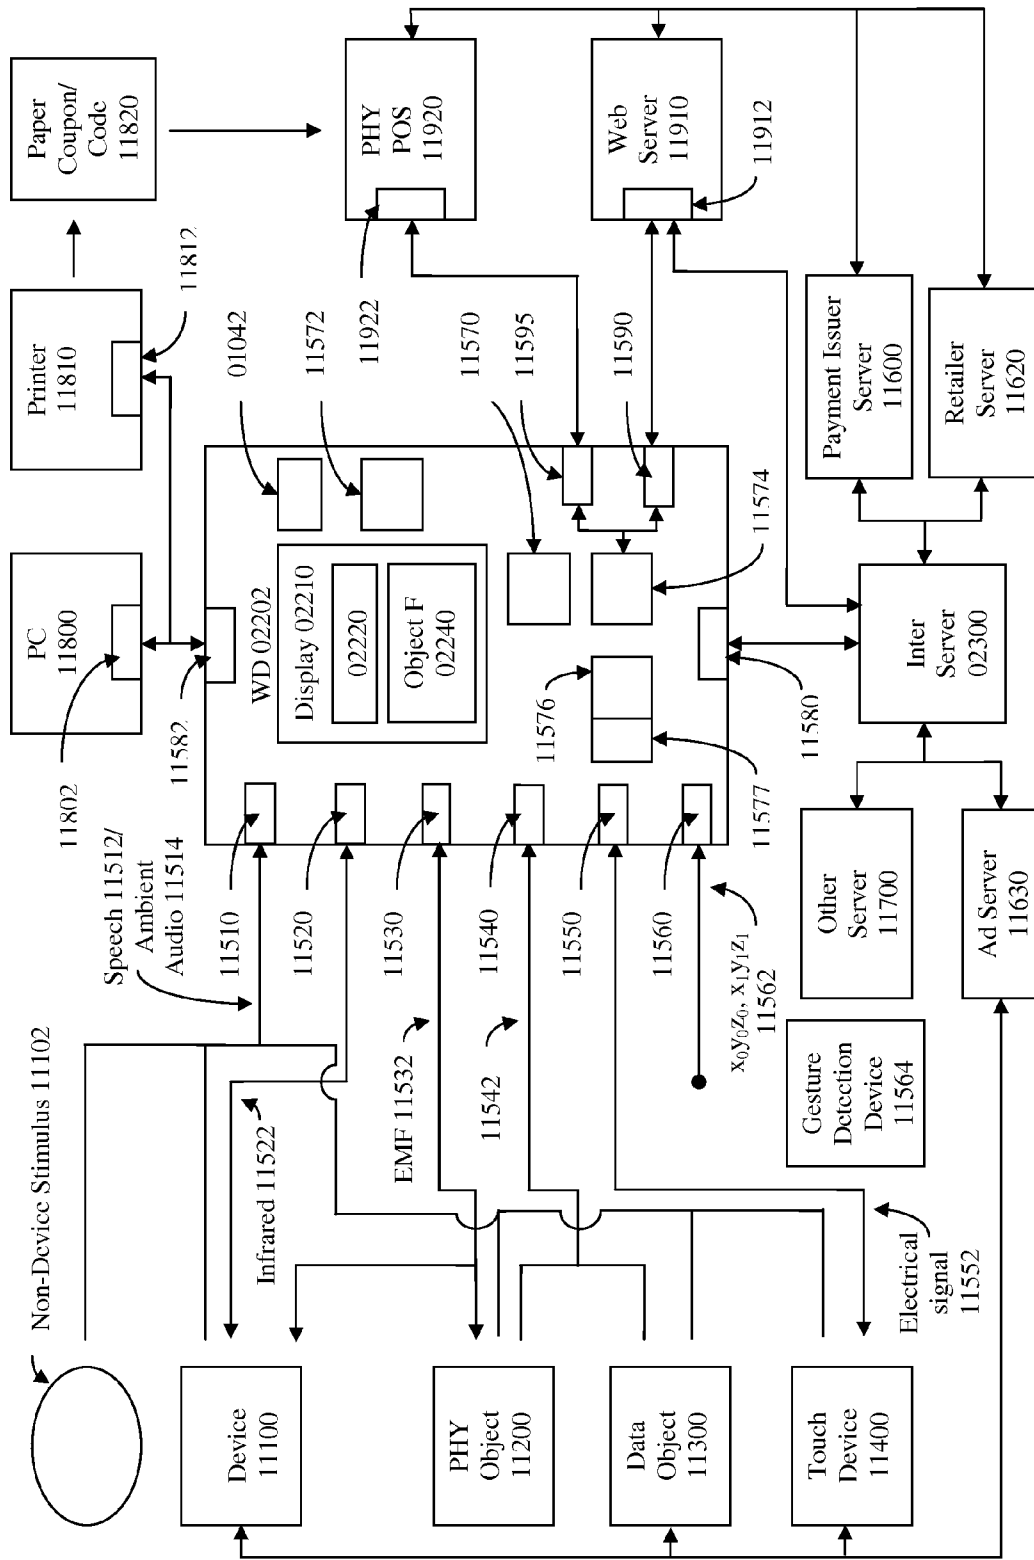 Non-Device Stimulus 11102
Device
11100
PHY
Object
11200
Data
Object
11300
Touch
Device
11400
Infrared 11522
EMF 11532
11542
Electrical
signal
11552
Speech 11512/
Ambient
Audio 11514
11510
11520
11530
11540
11550
11560
x₀y₀z₀, x₁y₁z₁
11562
Gesture
Detection
Device
11564
Other
Server
11700
Ad Server
11630
11802
11582
PC
11800
WD 02202
Display 02210
02220
Object F
02240
11576
11577
11580
Inter
Server
02300
Printer
11810
11812
01042
11572
11922
11570
11595
11590
11574
Payment Issuer
Server
11600
Retailer
Server
11620
Paper
Coupon/
Code
11820
PHY
POS
11920
Web
Server
11910
11912